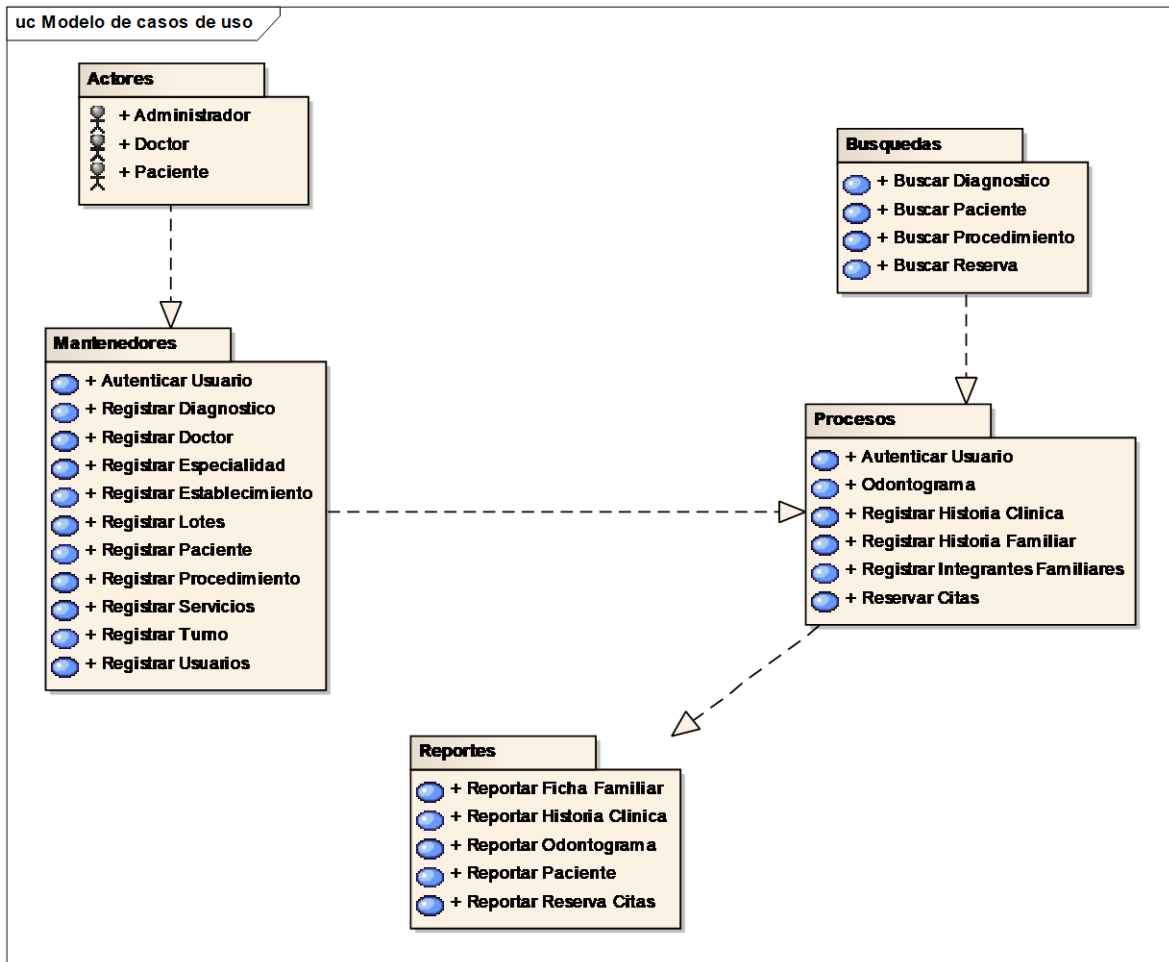 uc Modelo de casos de uso
Actores
+ Administrador
+ Doctor
+ Paciente
Busquedas
+ Buscar Diagnostico
+ Buscar Paciente
+ Buscar Procedimiento
+ Buscar Reserva
Mantenedores
+ Autenticar Usuario
+ Registrar Diagnostico
+ Registrar Doctor
+ Registrar Especialidad
+ Registrar Establecimiento
+ Registrar Lotes
+ Registrar Paciente
+ Registrar Procedimiento
+ Registrar Servicios
+ Registrar Turno
+ Registrar Usuarios
Procesos
+ Autenticar Usuario
+ Odontograma
+ Registrar Historia Clinica
+ Registrar Historia Familiar
+ Registrar Integrantes Familiares
+ Reservar Citas
Reportes
+ Reportar Ficha Familiar
+ Reportar Historia Clinica
+ Reportar Odontograma
+ Reportar Paciente
+ Reportar Reserva Citas